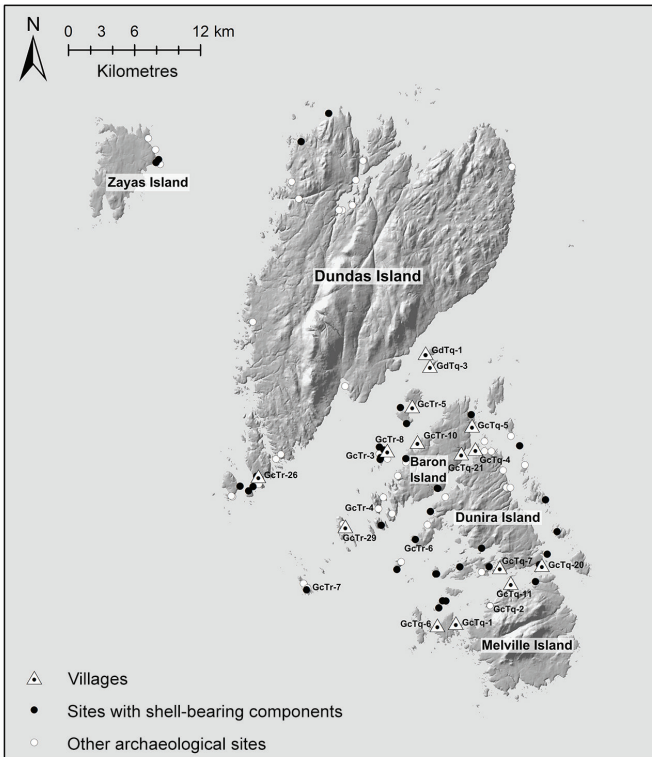 N
0 3 6 12 km
Kilometres
Zayas Island
Dundas Island
GdTq-1
GdTq-3
GcTr-5
GcTq-5
GcTr-8
GcTr-10
GcTr-3
GcTq-4
Baron
Island
GcTq-21
GcTr-26
GcTr-4
Dunira Island
GcTr-29
GcTr-6
GcTq-7
GcTq-20
GcTr-7
GcTq-11
GcTq-2
GcTq-6
GcTq-1
Melville Island
Villages
Sites with shell-bearing components
Other archaeological sites